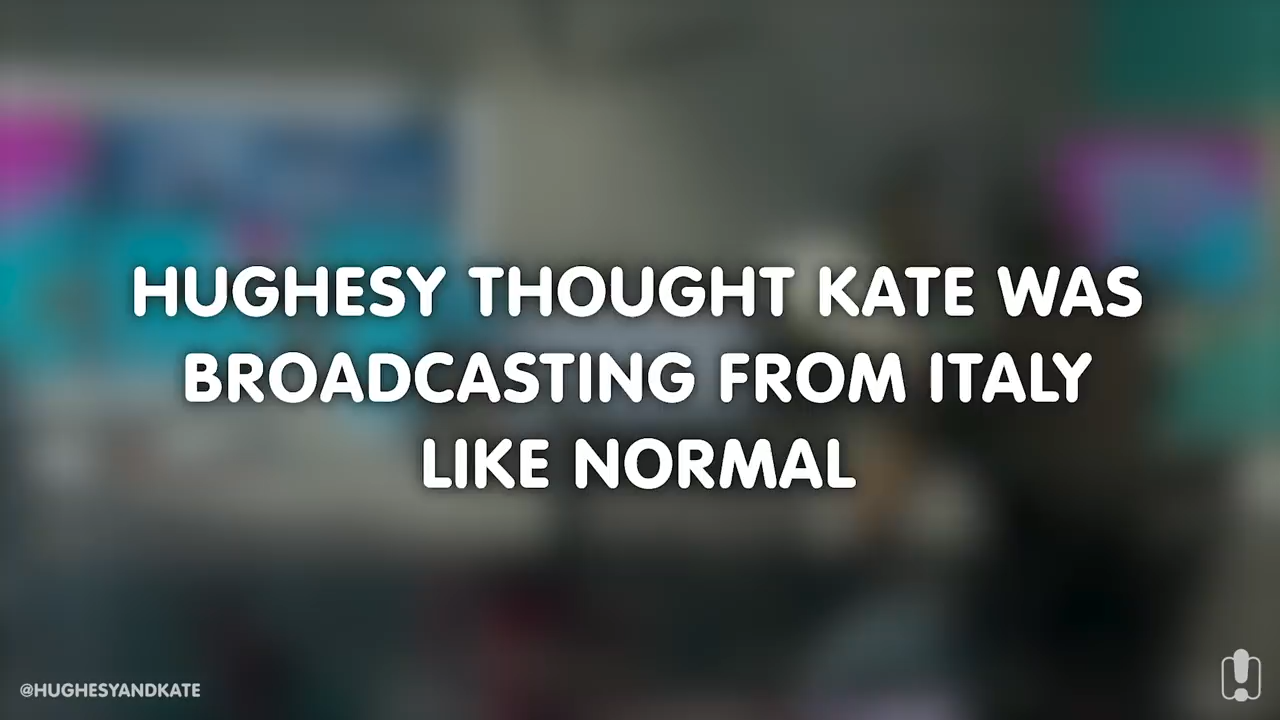 HUGHESY THOUGHT KATE WAS
BROADCASTING FROM ITALY
LIKE NORMAL
@HUGHESYANDKATE